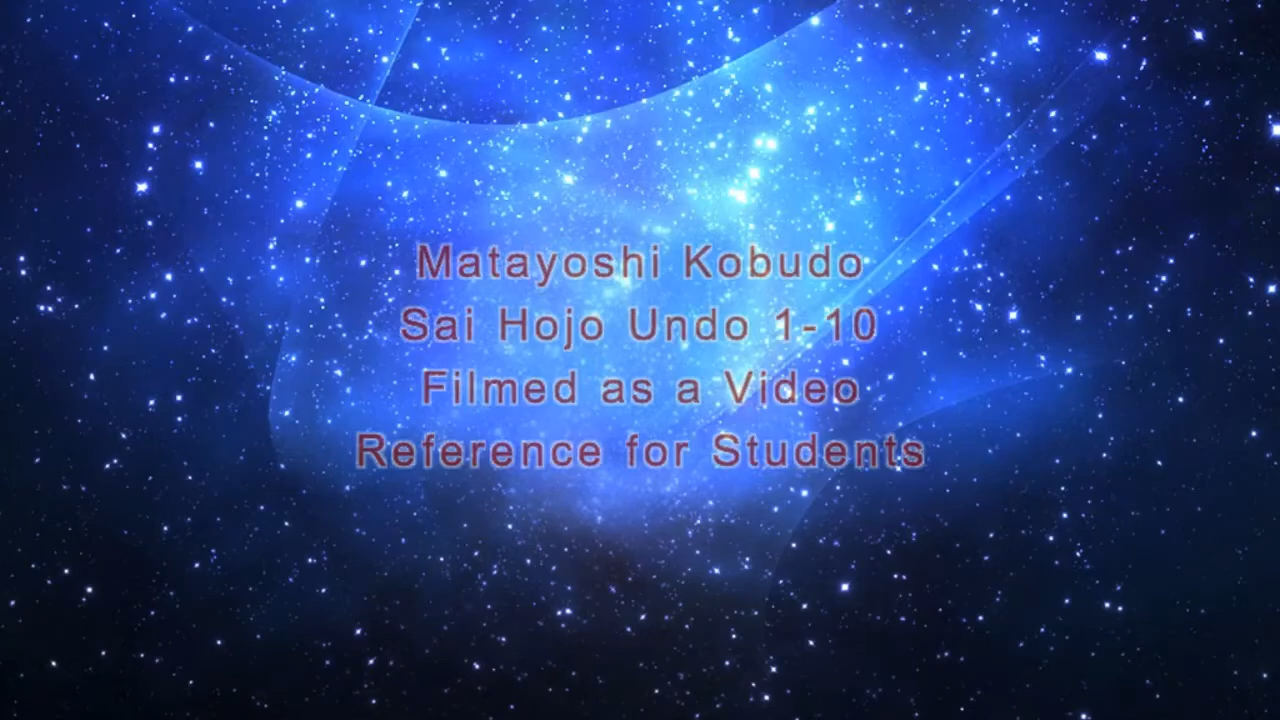 Matayoshi Kobudo
Sai Hojo Undo 1-10
Filmed as a Video
Reference for Students